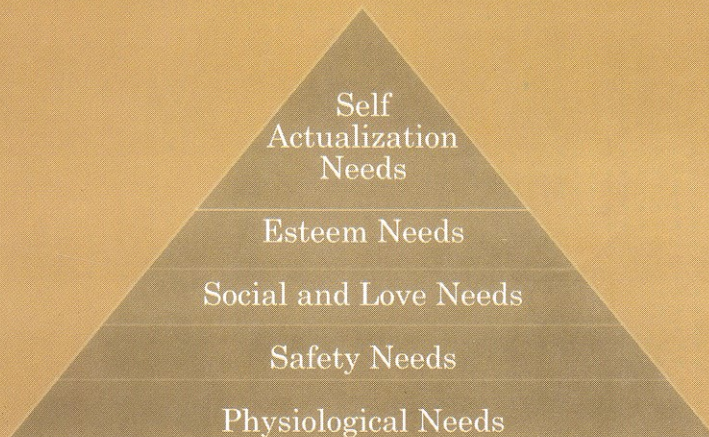 Self
Actualization
Needs
Esteem Needs
Social and Love Needs
Safety Needs
Physiological Needs